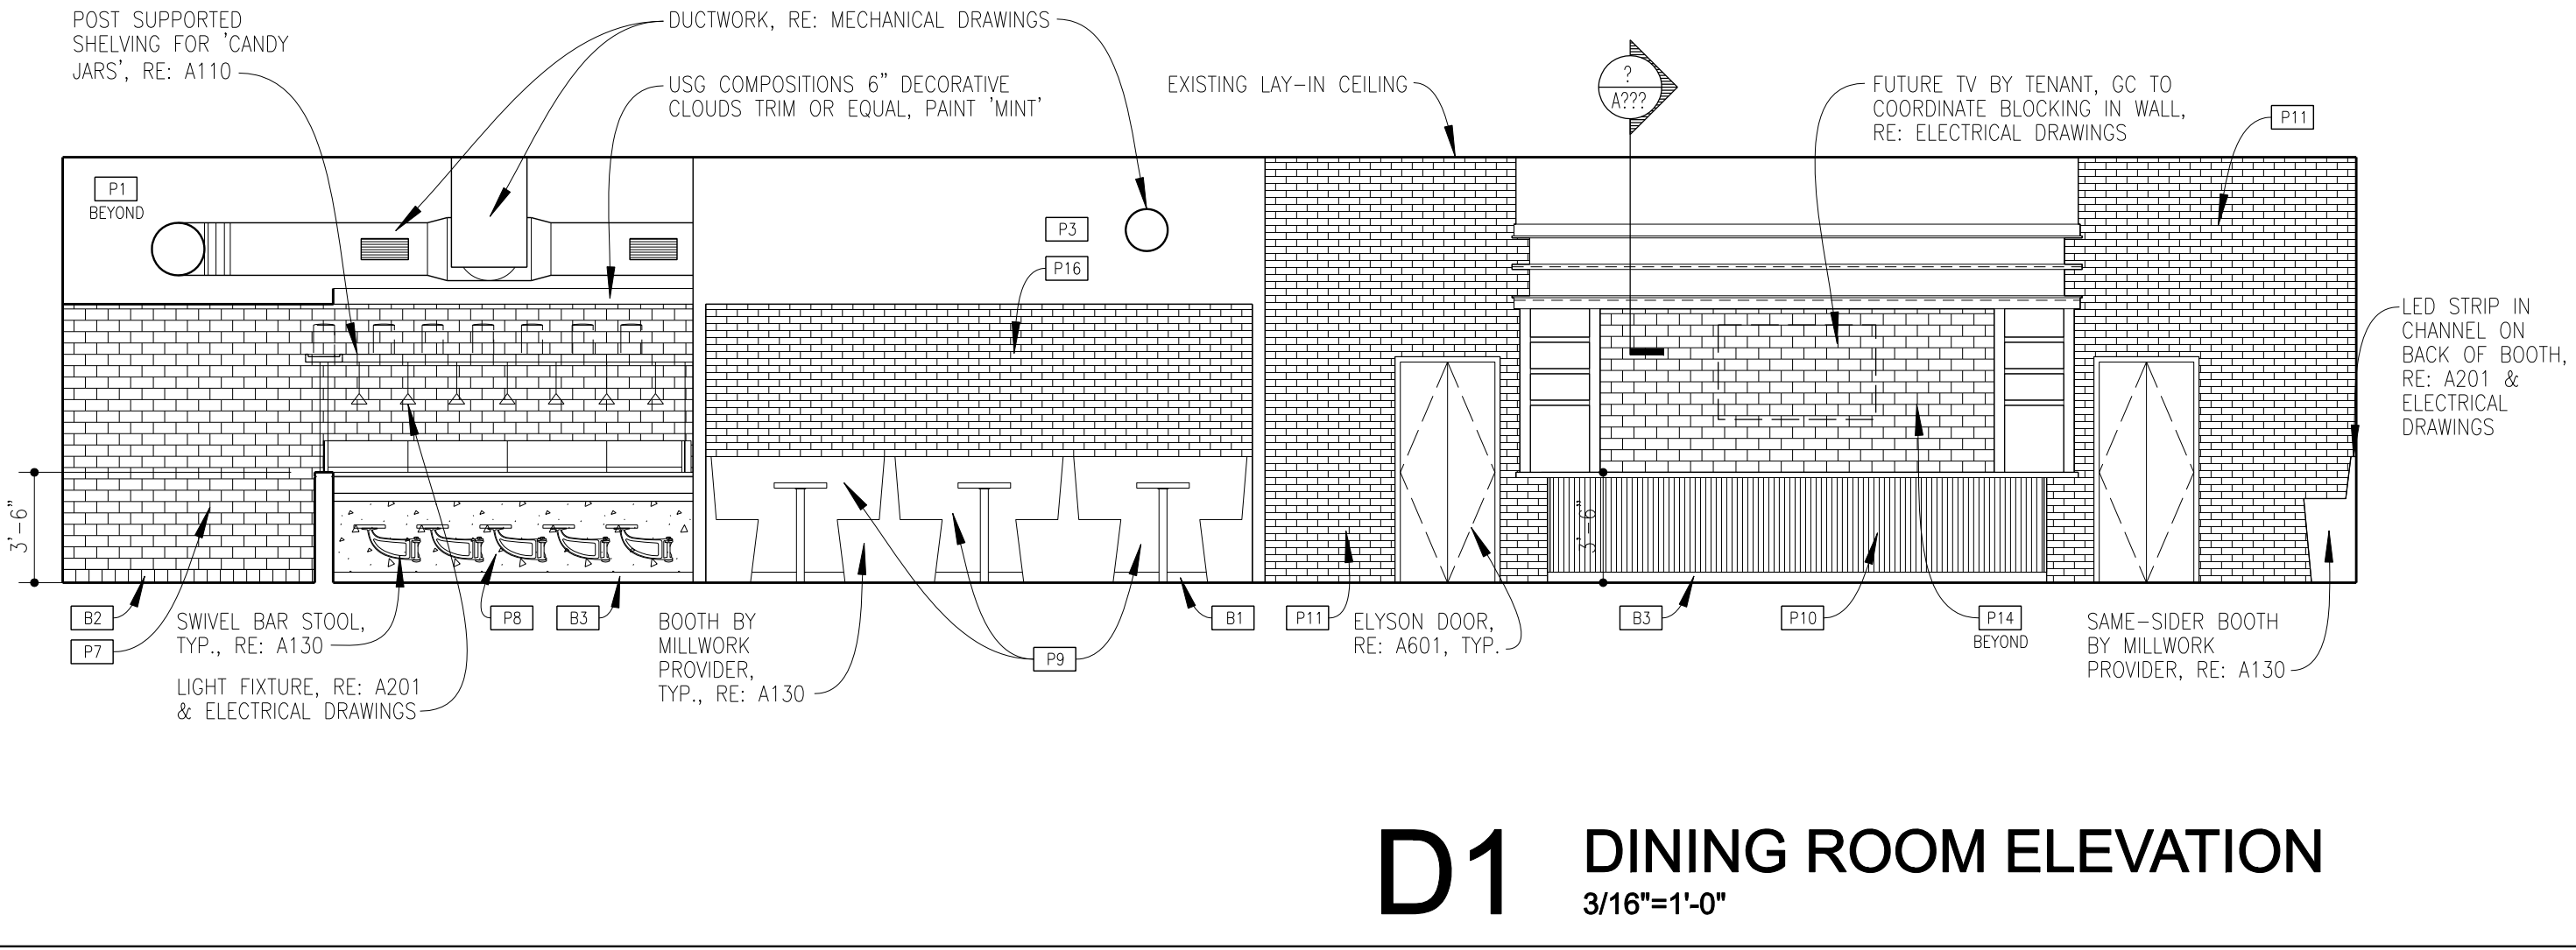 POST SUPPORTED
SHELVING FOR 'CANDY
JARS', RE: A110
DUCTWORK, RE: MECHANICAL DRAWINGS
USG COMPOSITIONS 6" DECORATIVE
CLOUDS TRIM OR EQUAL, PAINT 'MINT'
EXISTING LAY-IN CEILING
?
A???
FUTURE TV BY TENANT, GC TO
COORDINATE BLOCKING IN WALL,
RE: ELECTRICAL DRAWINGS
P11
P1
BEYOND
P3
P16
LED STRIP IN
CHANNEL ON
BACK OF BOOTH,
RE: A201 &
ELECTRICAL
DRAWINGS
3'-6"
3'-6"
B2
P7
SWIVEL BAR STOOL,
TYP., RE: A130
LIGHT FIXTURE, RE: A201
& ELECTRICAL DRAWINGS
P8
B3
BOOTH BY
MILLWORK
PROVIDER,
TYP., RE: A130
P9
B1
P11
ELYSON DOOR,
RE: A601, TYP.
B3
P10
P14
BEYOND
SAME-SIDER BOOTH
BY MILLWORK
PROVIDER, RE: A130
D1
DINING ROOM ELEVATION
3/16"=1'-0"